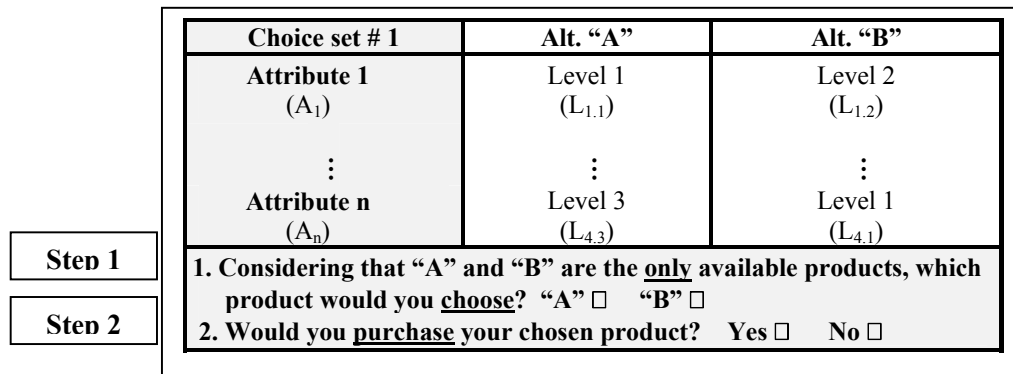 Choice set # 1 Alt. “A” Alt. “B”
Attribute 1 Level 1 Level 2
(A1) (L1.1) (L1.2)
⋮ ⋮ ⋮
Attribute n Level 3 Level 1
(An) (L4.3) (L4.1)
Step 1
1. Considering that “A” and “B” are the only available products, which
product would you choose? “A” □ “B” □
Step 2
2. Would you purchase your chosen product? Yes □ No □